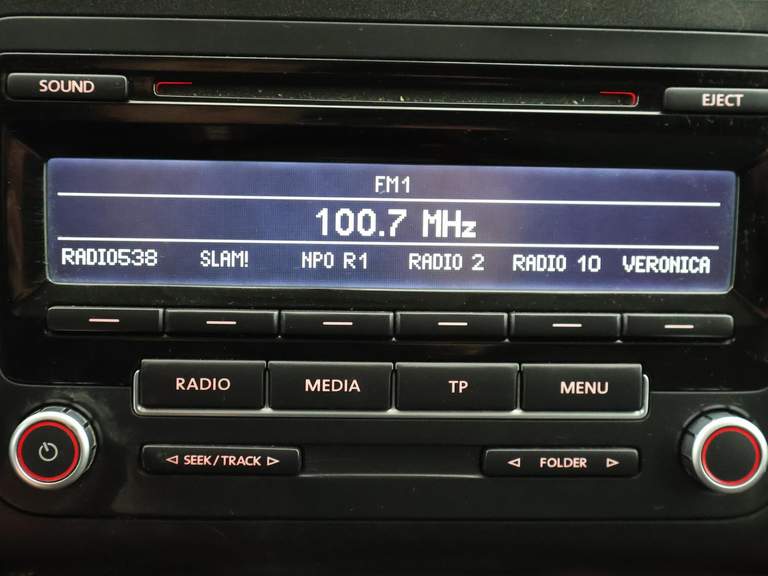 SOUND
EJECT
FM1
100.7 MHz
RADIO538 SLAM! NPO R1 RADIO 2 RADIO 10 VERONICA
RADIO MEDIA TP MENU
SEEK/TRACK FOLDER